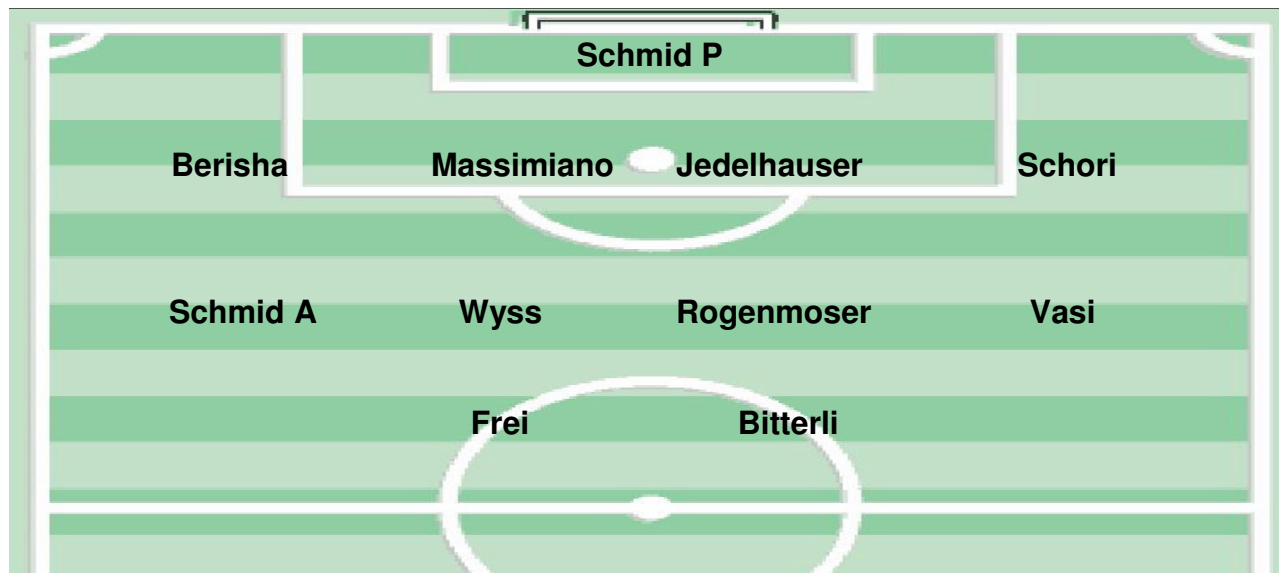 Schmid P
Berisha Massimiano Jedelhauser Schori
Schmid A Wyss Rogenmoser Vasi
Frei Bitterli